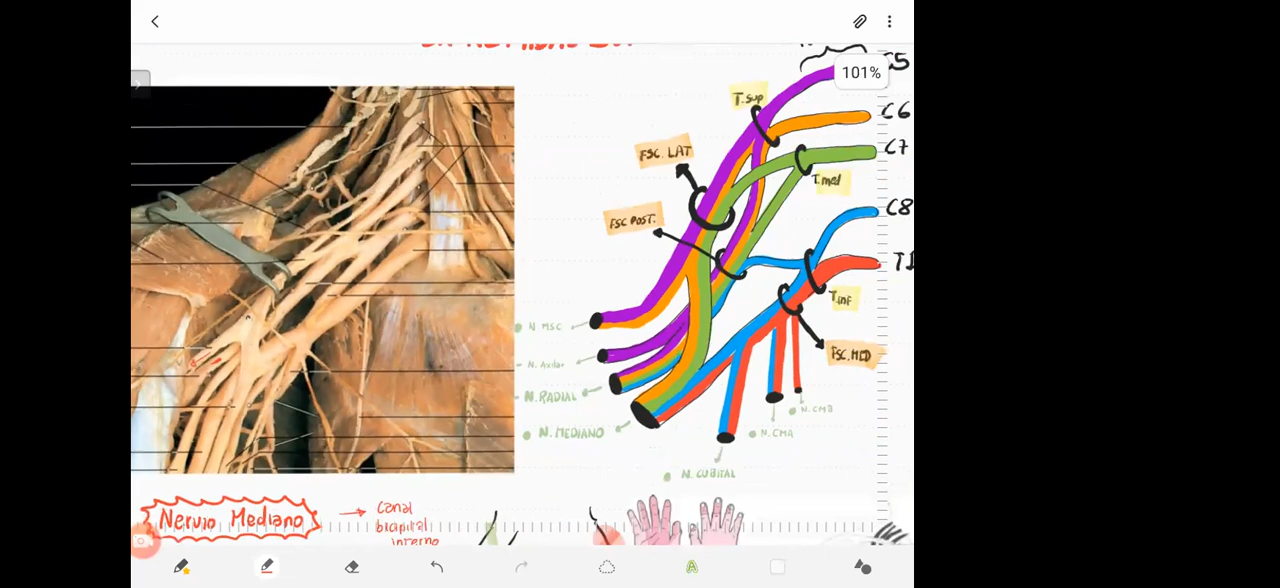 101%
C5
C6
T.sup
C7
FSC. LAT
T.med
C8
FSC POST.
T1
T.inf
N MSC
FSC.MED
N. Axilar
N. RADIAL
N. CMB
N. MEDIANO
N. CMA
N. CUBITAL
Nervio Mediano
Canal
bicipital
interno